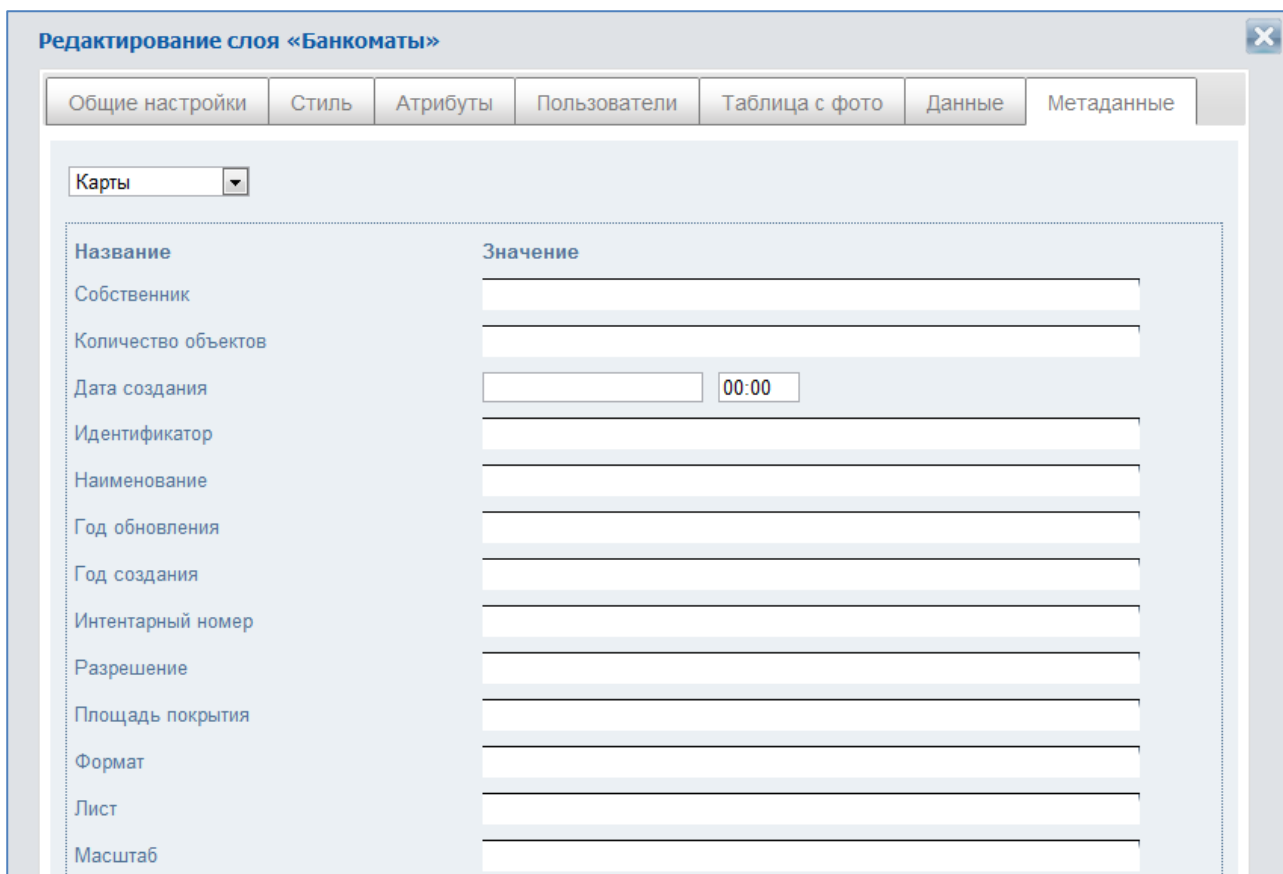 Редактирование слоя «Банкоматы»
Общие настройки Стиль Атрибуты Пользователи Таблица с фото Данные Метаданные
Карты
Название Значение
Собственник
Количество объектов
Дата создания 00:00
Идентификатор
Наименование
Год обновления
Год создания
Интентарный номер
Разрешение
Площадь покрытия
Формат
Лист
Масштаб